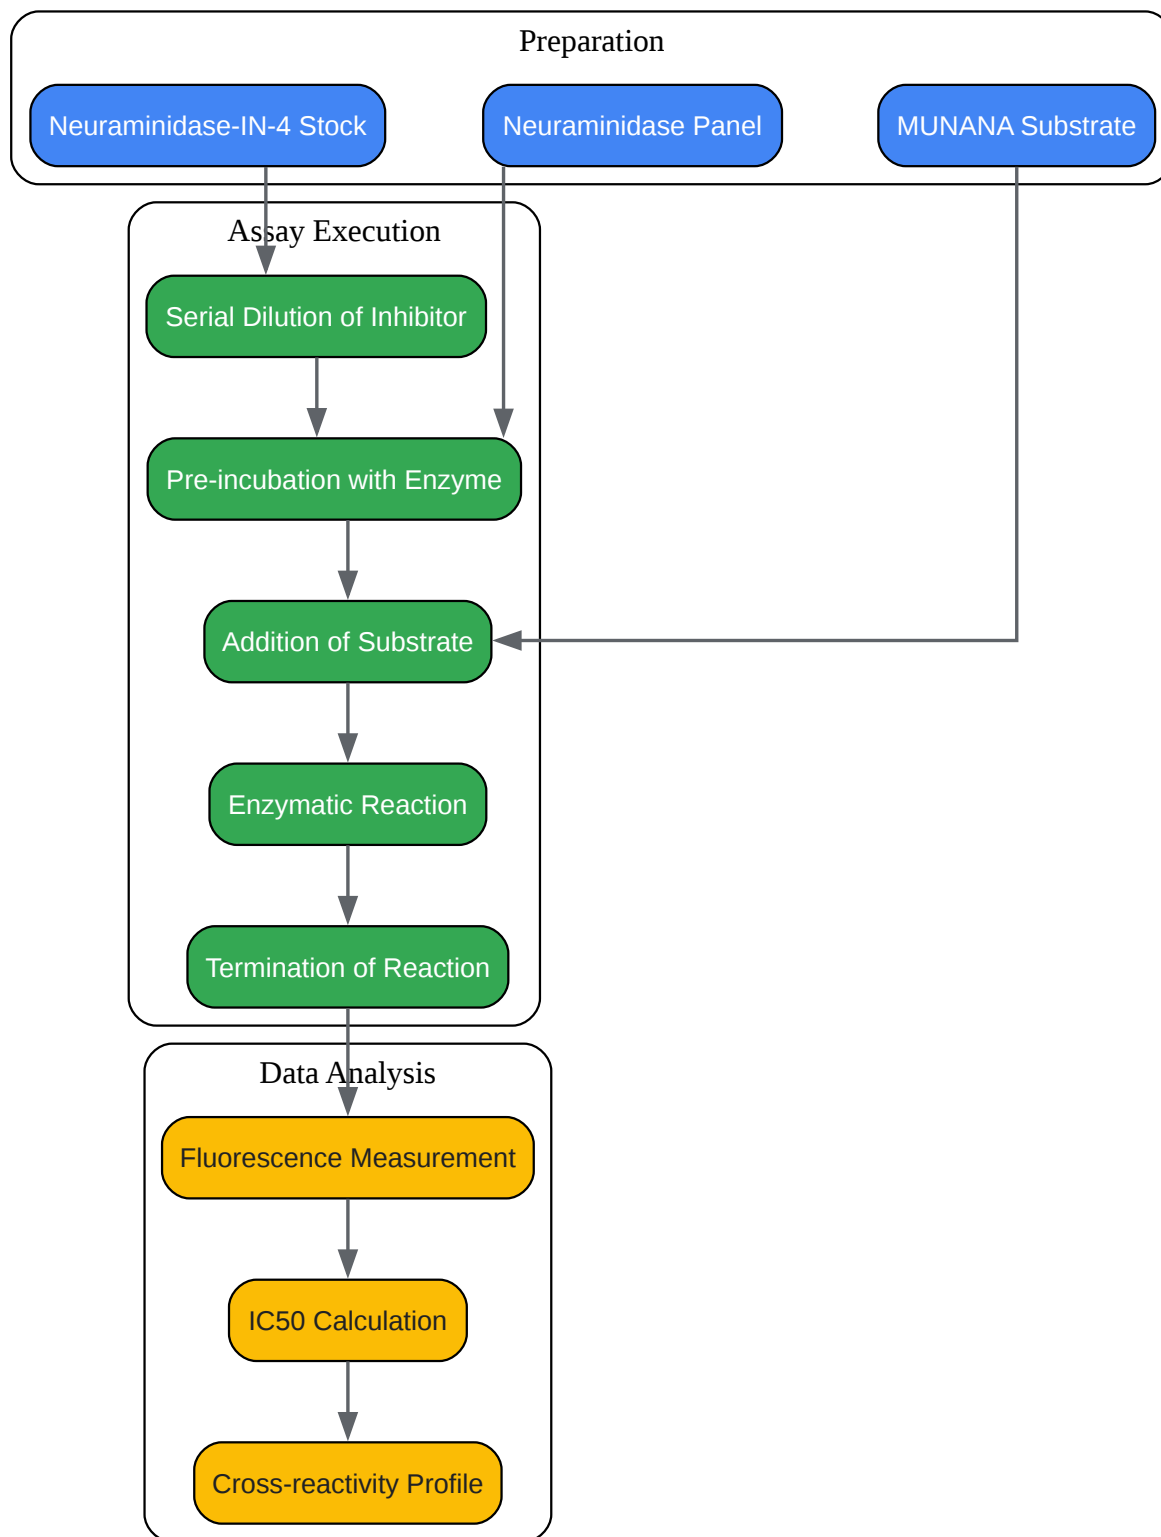 Preparation
Neuraminidase-IN-4 Stock
Neuraminidase Panel
MUNANA Substrate
Assay Execution
Serial Dilution of Inhibitor
Pre-incubation with Enzyme
Addition of Substrate
Enzymatic Reaction
Termination of Reaction
Data Analysis
Fluorescence Measurement
IC50 Calculation
Cross-reactivity Profile